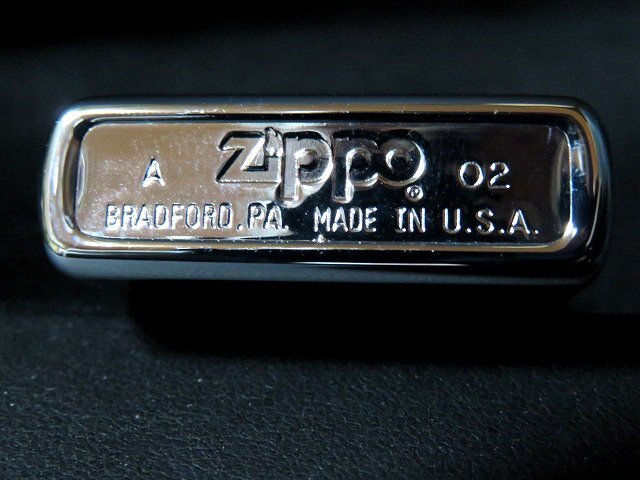 A Zippo® 02
BRADFORD, PA. MADE IN U.S.A.